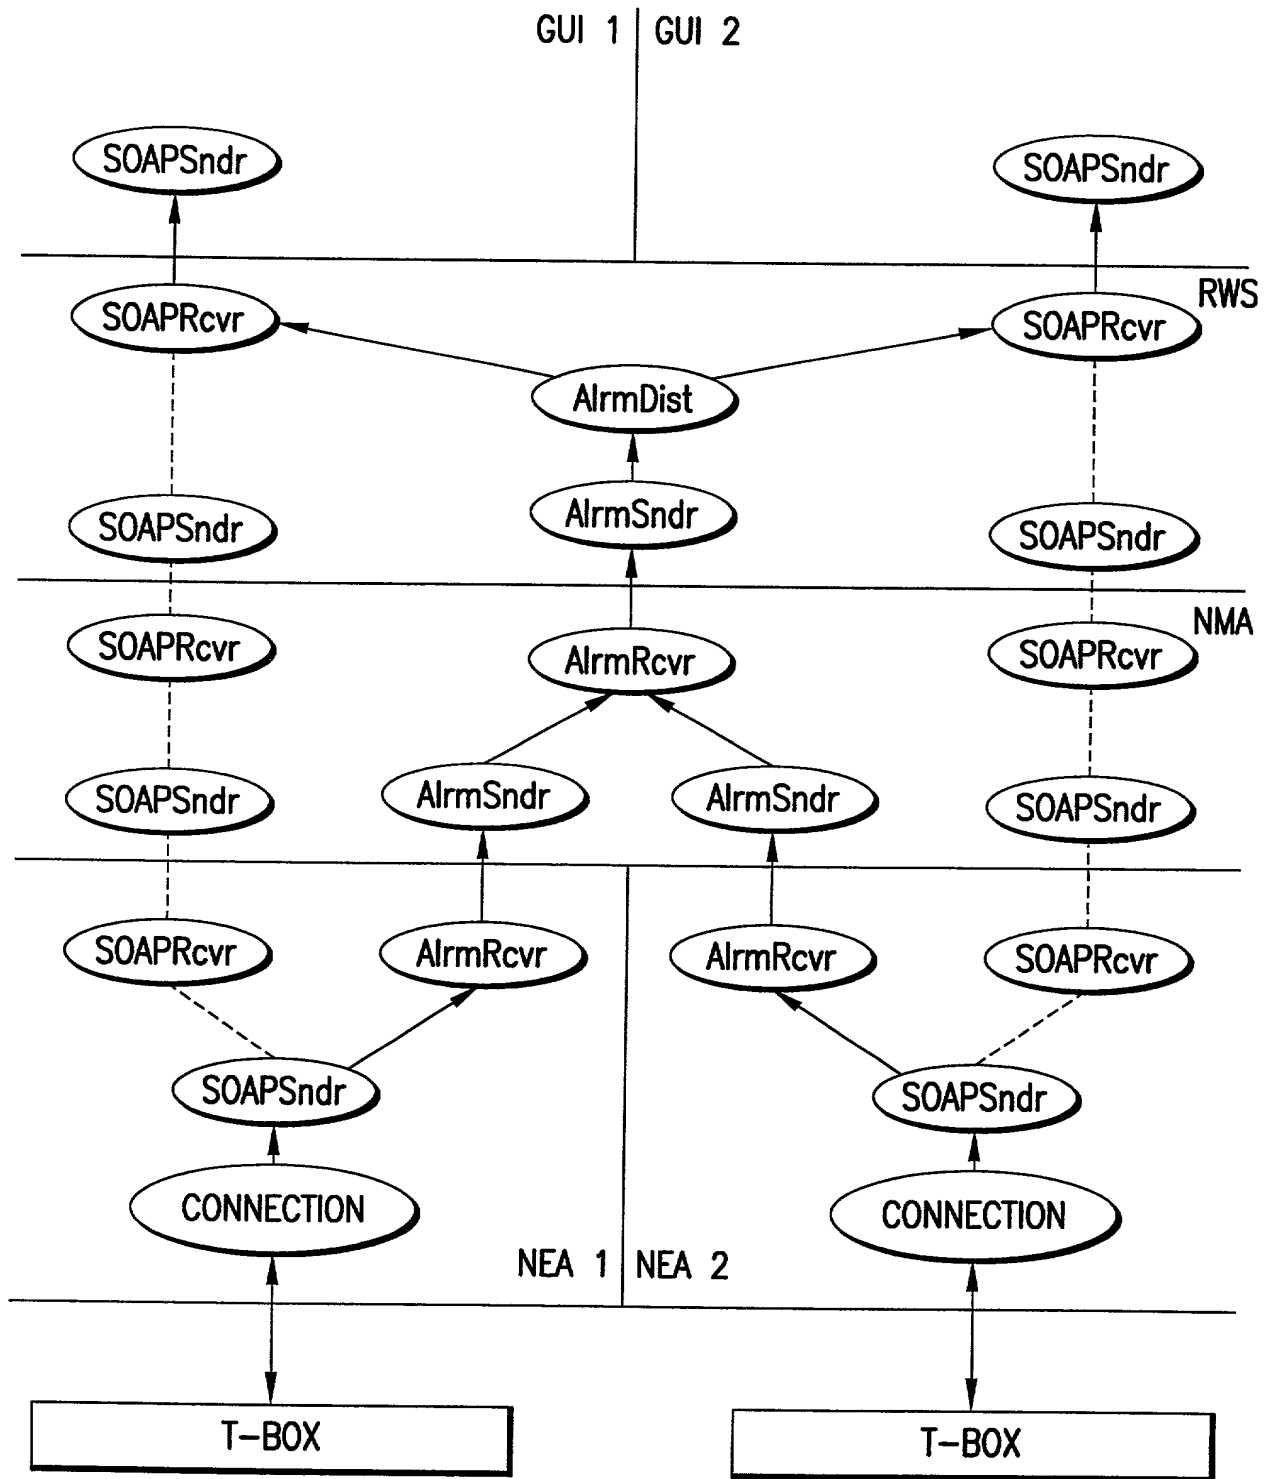 GUI 1 GUI 2
SOAPSndr SOAPSndr
RWS
SOAPRcvr SOAPRcvr
AlrmDist
SOAPSndr AlrmSndr SOAPSndr
NMA
SOAPRcvr AlrmRcvr SOAPRcvr
SOAPSndr AlrmSndr AlrmSndr SOAPSndr
SOAPRcvr AlrmRcvr AlrmRcvr SOAPRcvr
SOAPSndr SOAPSndr
CONNECTION CONNECTION
NEA 1 NEA 2
T-BOX T-BOX